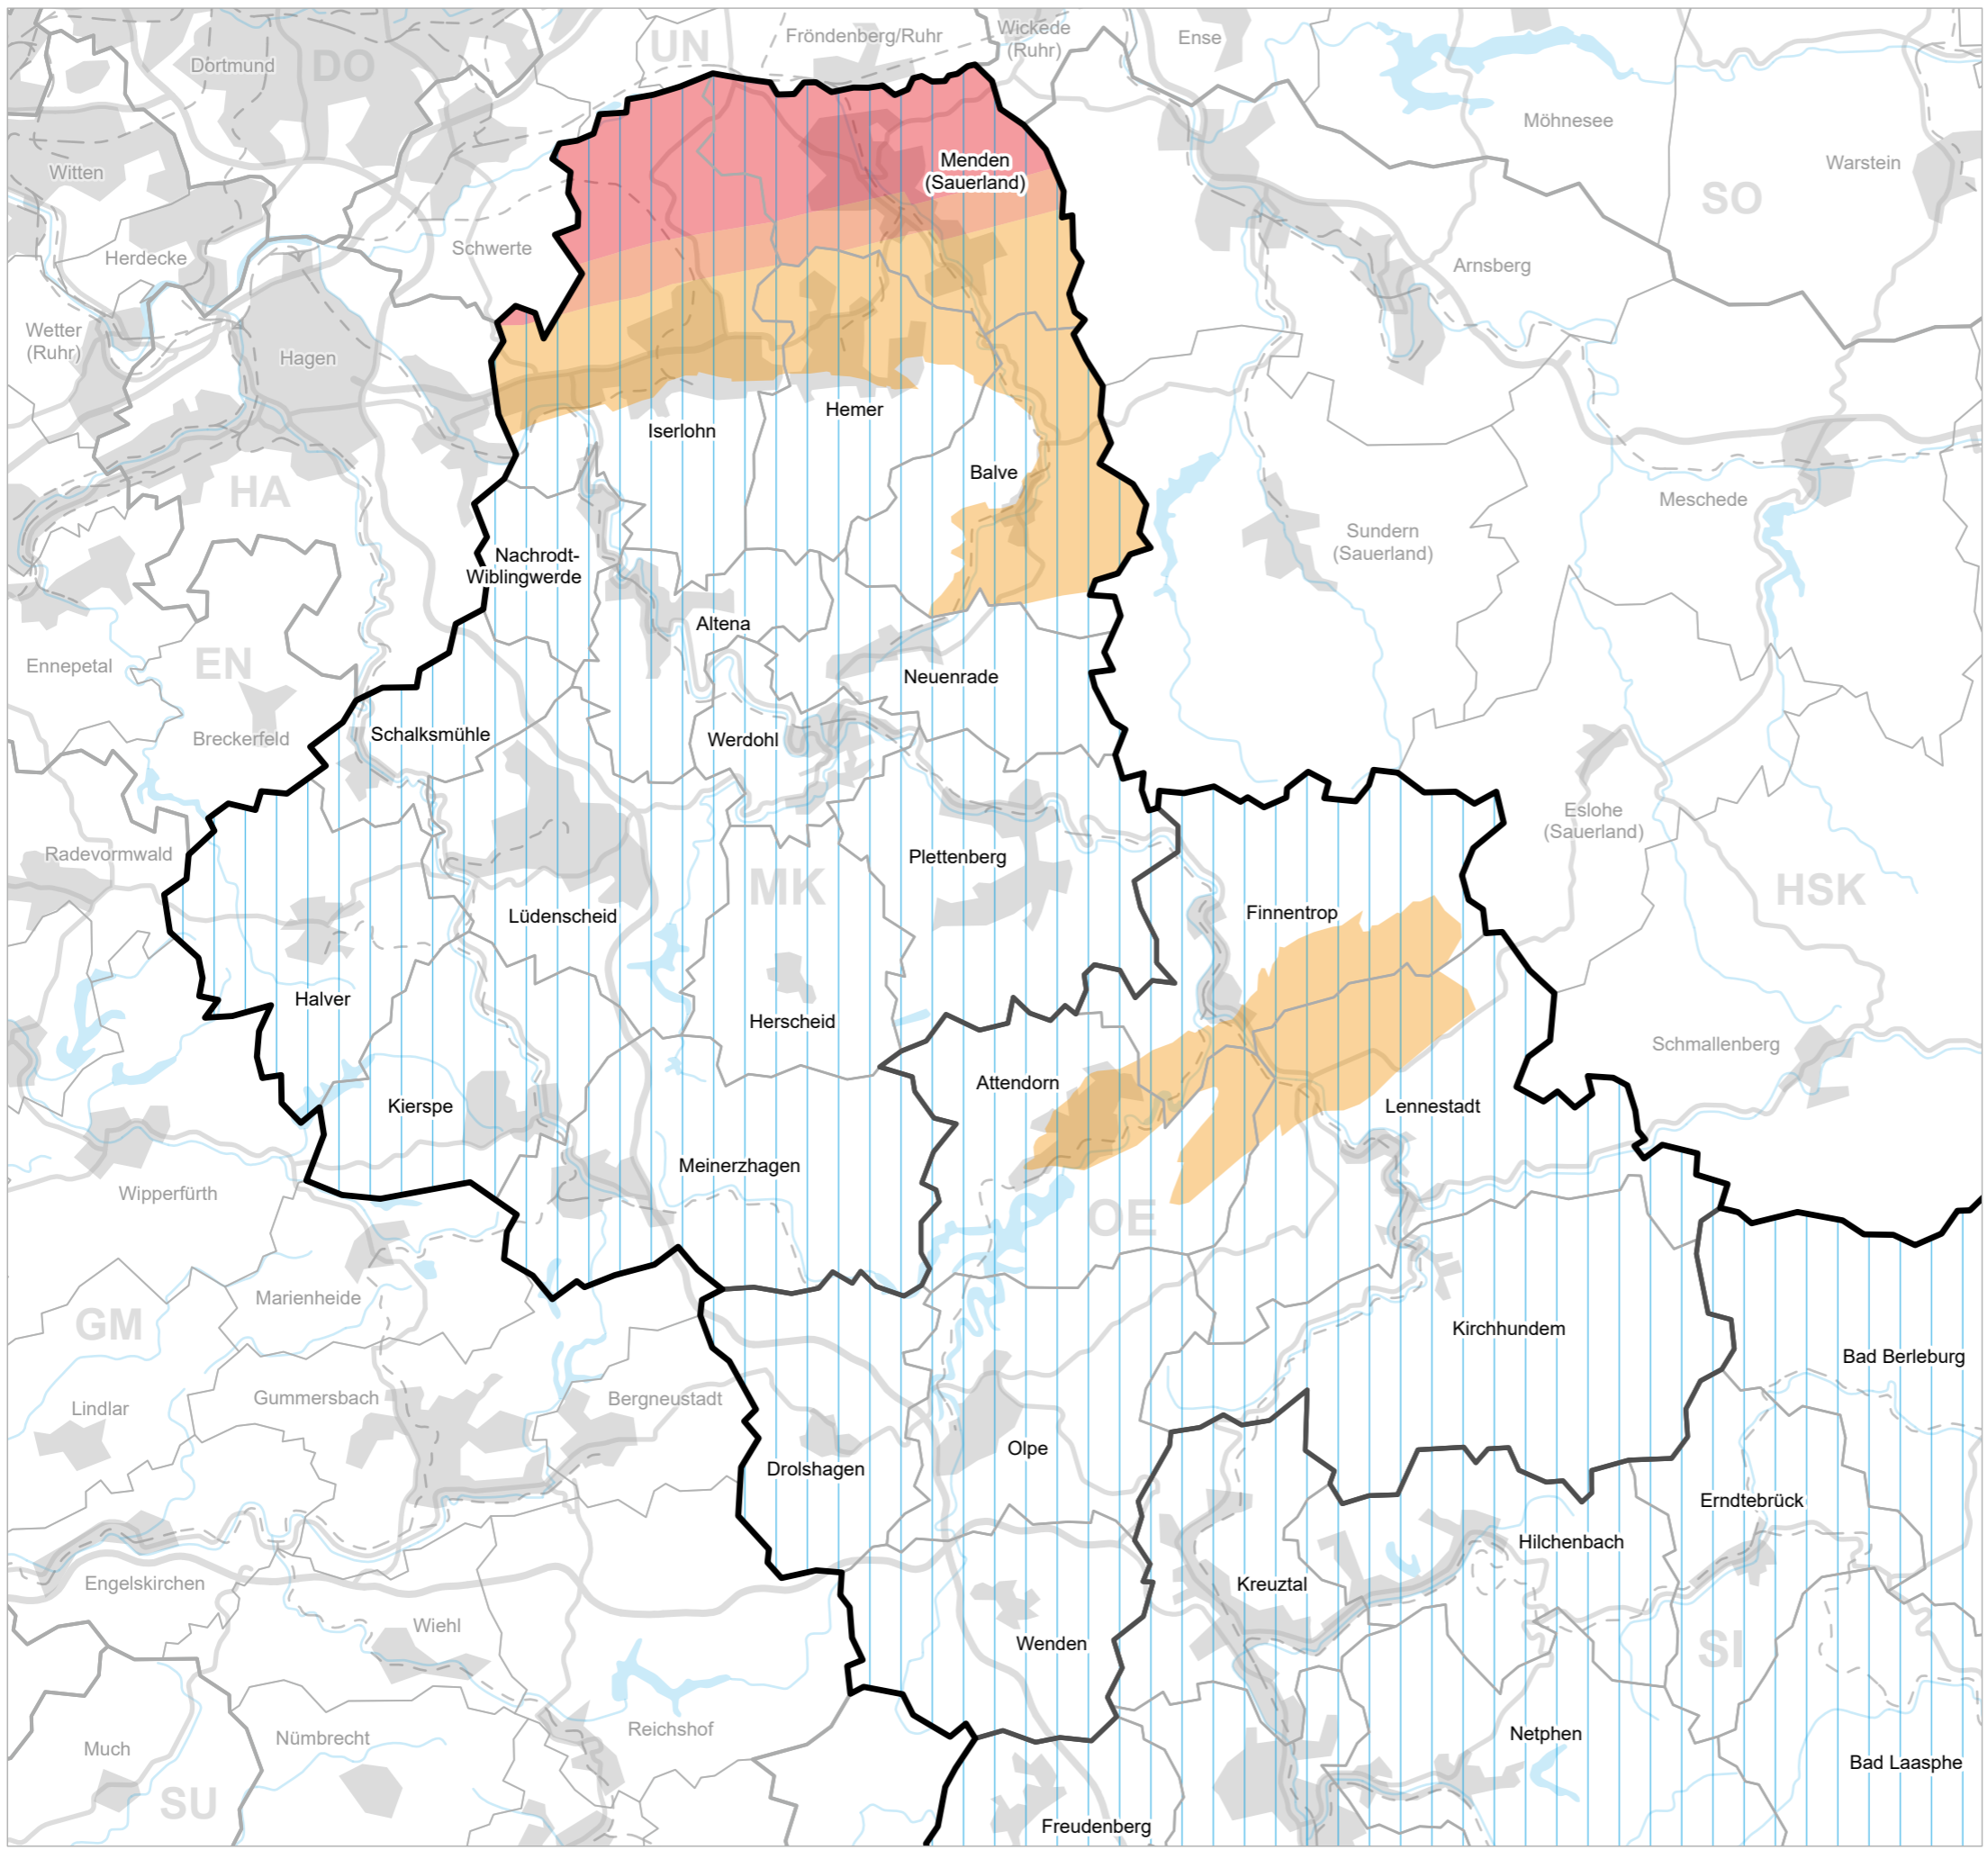 Dortmund
DO
UN
Fröndenberg/Ruhr
Wickede
(Ruhr)
Ense
Möhnesee
Warstein
Witten
Menden
(Sauerland)
SO
Herdecke
Schwerte
Arnsberg
Wetter
(Ruhr)
Hagen
Iserlohn
Hemer
Balve
HA
Meschede
Sundern
(Sauerland)
Nachrodt-
Wiblingwerde
Altena
Ennepetal
EN
Neuenrade
Breckerfeld
Schalksmühle
Werdohl
Eslohe
(Sauerland)
Radevormwald
Plettenberg
MK
HSK
Lüdenscheid
Finnentrop
Halver
Herscheid
Schmallenberg
Attendorn
Kierspe
Lennestadt
Meinerzhagen
Wipperfürth
OE
Marienheide
GM
Kirchhundem
Bad Berleburg
Gummersbach
Bergneustadt
Lindlar
Olpe
Drolshagen
Erndtebrück
Hilchenbach
Engelskirchen
Kreuztal
Wiehl
Wenden
SI
Reichshof
Nümbrecht
Netphen
Much
Bad Laasphe
SU
Freudenberg